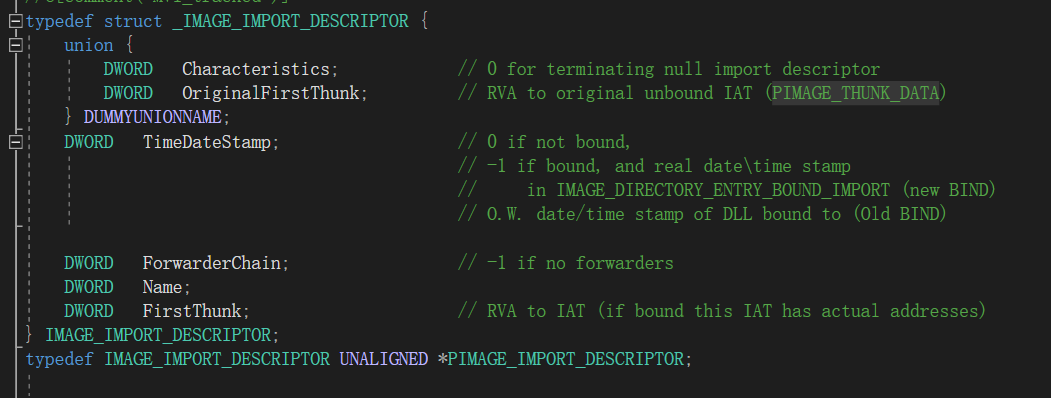 typedef struct _IMAGE_IMPORT_DESCRIPTOR {
union {
DWORD Characteristics; // 0 for terminating null import descriptor
DWORD OriginalFirstThunk; // RVA to original unbound IAT (PIMAGE_THUNK_DATA)
} DUMMYUNIONNAME;
DWORD TimeDateStamp; // 0 if not bound,
// -1 if bound, and real date\time stamp
// in IMAGE_DIRECTORY_ENTRY_BOUND_IMPORT (new BIND)
// O.W. date/time stamp of DLL bound to (Old BIND)
DWORD ForwarderChain; // -1 if no forwarders
DWORD Name;
DWORD FirstThunk; // RVA to IAT (if bound this IAT has actual addresses)
} IMAGE_IMPORT_DESCRIPTOR;
typedef IMAGE_IMPORT_DESCRIPTOR UNALIGNED *PIMAGE_IMPORT_DESCRIPTOR;